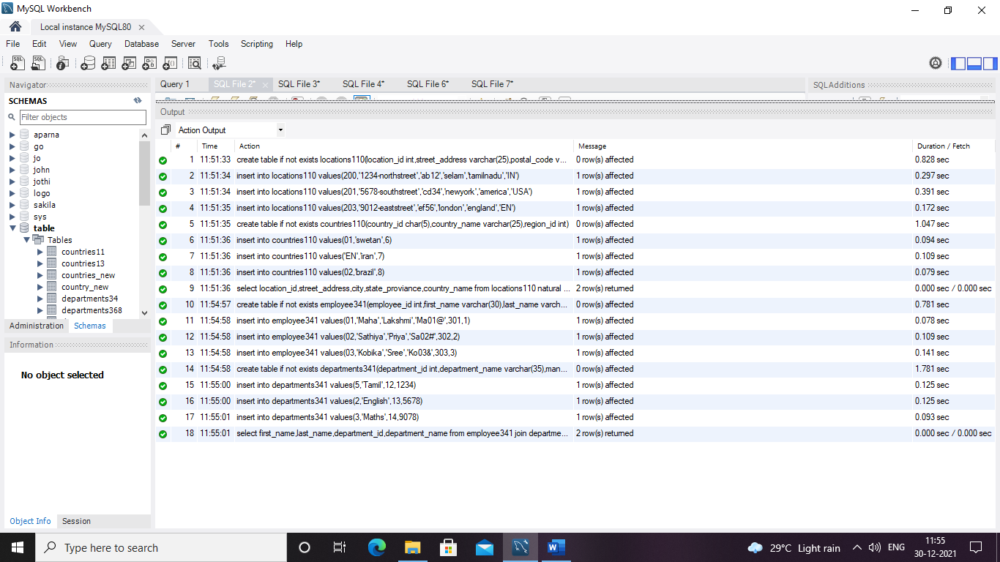 MySQL Workbench
Local instance MySQL80
File Edit View Query Database Server Tools Scripting Help
Navigator
SCHEMAS
Filter objects
aparna
go
jo
john
jothi
logo
sakila
sys
table
Tables
countries11
countries13
countries_new
country_new
departments34
departments368
Administration Schemas
Information
No object selected
Object Info Session
Query 1 SQL File 2* SQL File 3* SQL File 4* SQL File 6* SQL File 7*
SQLAdditions
Output
Action Output
# Time Action Message Duration / Fetch
1 11:51:33 create table if not exists locations110(location_id int,street_address varchar(25),postal_code v... 0 row(s) affected 0.828 sec
2 11:51:34 insert into locations110 values(200,'1234-northstreet','ab12','selam','tamilnadu','IN') 1 row(s) affected 0.297 sec
3 11:51:34 insert into locations110 values(201,'5678-southstreet','cd34','newyork','america','USA') 1 row(s) affected 0.391 sec
4 11:51:35 insert into locations110 values(203,'9012-eaststreet','ef56','london','england','EN') 1 row(s) affected 0.172 sec
5 11:51:35 create table if not exists countries110(country_id char(5),country_name varchar(25),region_id int) 0 row(s) affected 1.047 sec
6 11:51:36 insert into countries110 values(01,'swetan',6) 1 row(s) affected 0.094 sec
7 11:51:36 insert into countries110 values('EN','iran',7) 1 row(s) affected 0.109 sec
8 11:51:36 insert into countries110 values(02,'brazil',8) 1 row(s) affected 0.079 sec
9 11:51:36 select location_id,street_address,city,state_proviance,country_name from locations110 natural ... 2 row(s) returned 0.000 sec / 0.000 sec
10 11:54:57 create table if not exists employee341(employee_id int,first_name varchar(30),last_name varch... 0 row(s) affected 0.781 sec
11 11:54:58 insert into employee341 values(01,'Maha','Lakshmi','Ma01@',301,1) 1 row(s) affected 0.078 sec
12 11:54:58 insert into employee341 values(02,'Sathiya','Priya','Sa02#',302,2) 1 row(s) affected 0.109 sec
13 11:54:58 insert into employee341 values(03,'Kobika','Sree','Ko03&',303,3) 1 row(s) affected 0.141 sec
14 11:54:58 create table if not exists departments341(department_id int,department_name varchar(35),man... 0 row(s) affected 1.781 sec
15 11:55:00 insert into departments341 values(5,'Tamil',12,1234) 1 row(s) affected 0.125 sec
16 11:55:00 insert into departments341 values(2,'English',13,5678) 1 row(s) affected 0.125 sec
17 11:55:01 insert into departments341 values(3,'Maths',14,9078) 1 row(s) affected 0.093 sec
18 11:55:01 select first_name,last_name,department_id,department_name from employee341 join departme... 2 row(s) returned 0.000 sec / 0.000 sec
Type here to search
29°C Light rain
ENG
11:55
30-12-2021